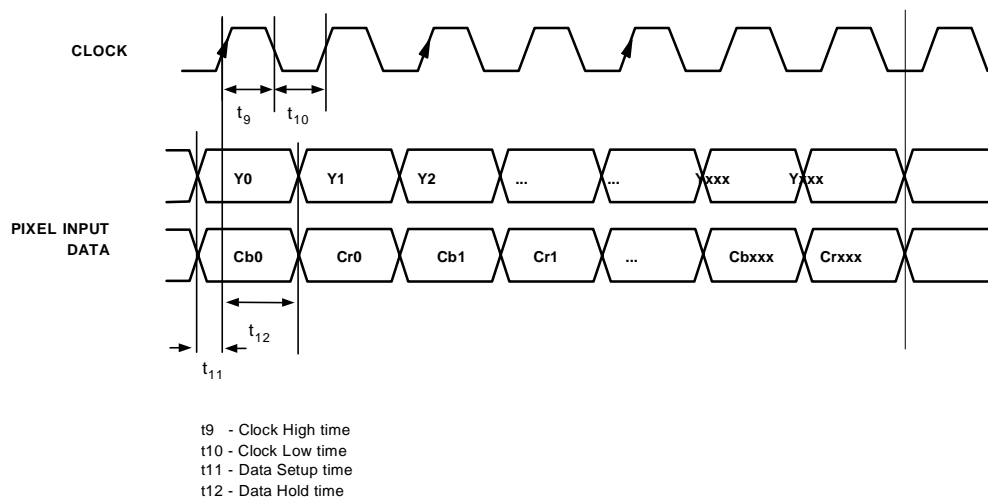 CLOCK
t9 t10
Y0 Y1 Y2 ... ... Yxxx Yxxx
PIXEL INPUT
DATA
Cb0 Cr0 Cb1 Cr1 ... Cbxxx Crxxx
t12
t11
t9 - Clock High time
t10 - Clock Low time
t11 - Data Setup time
t12 - Data Hold time